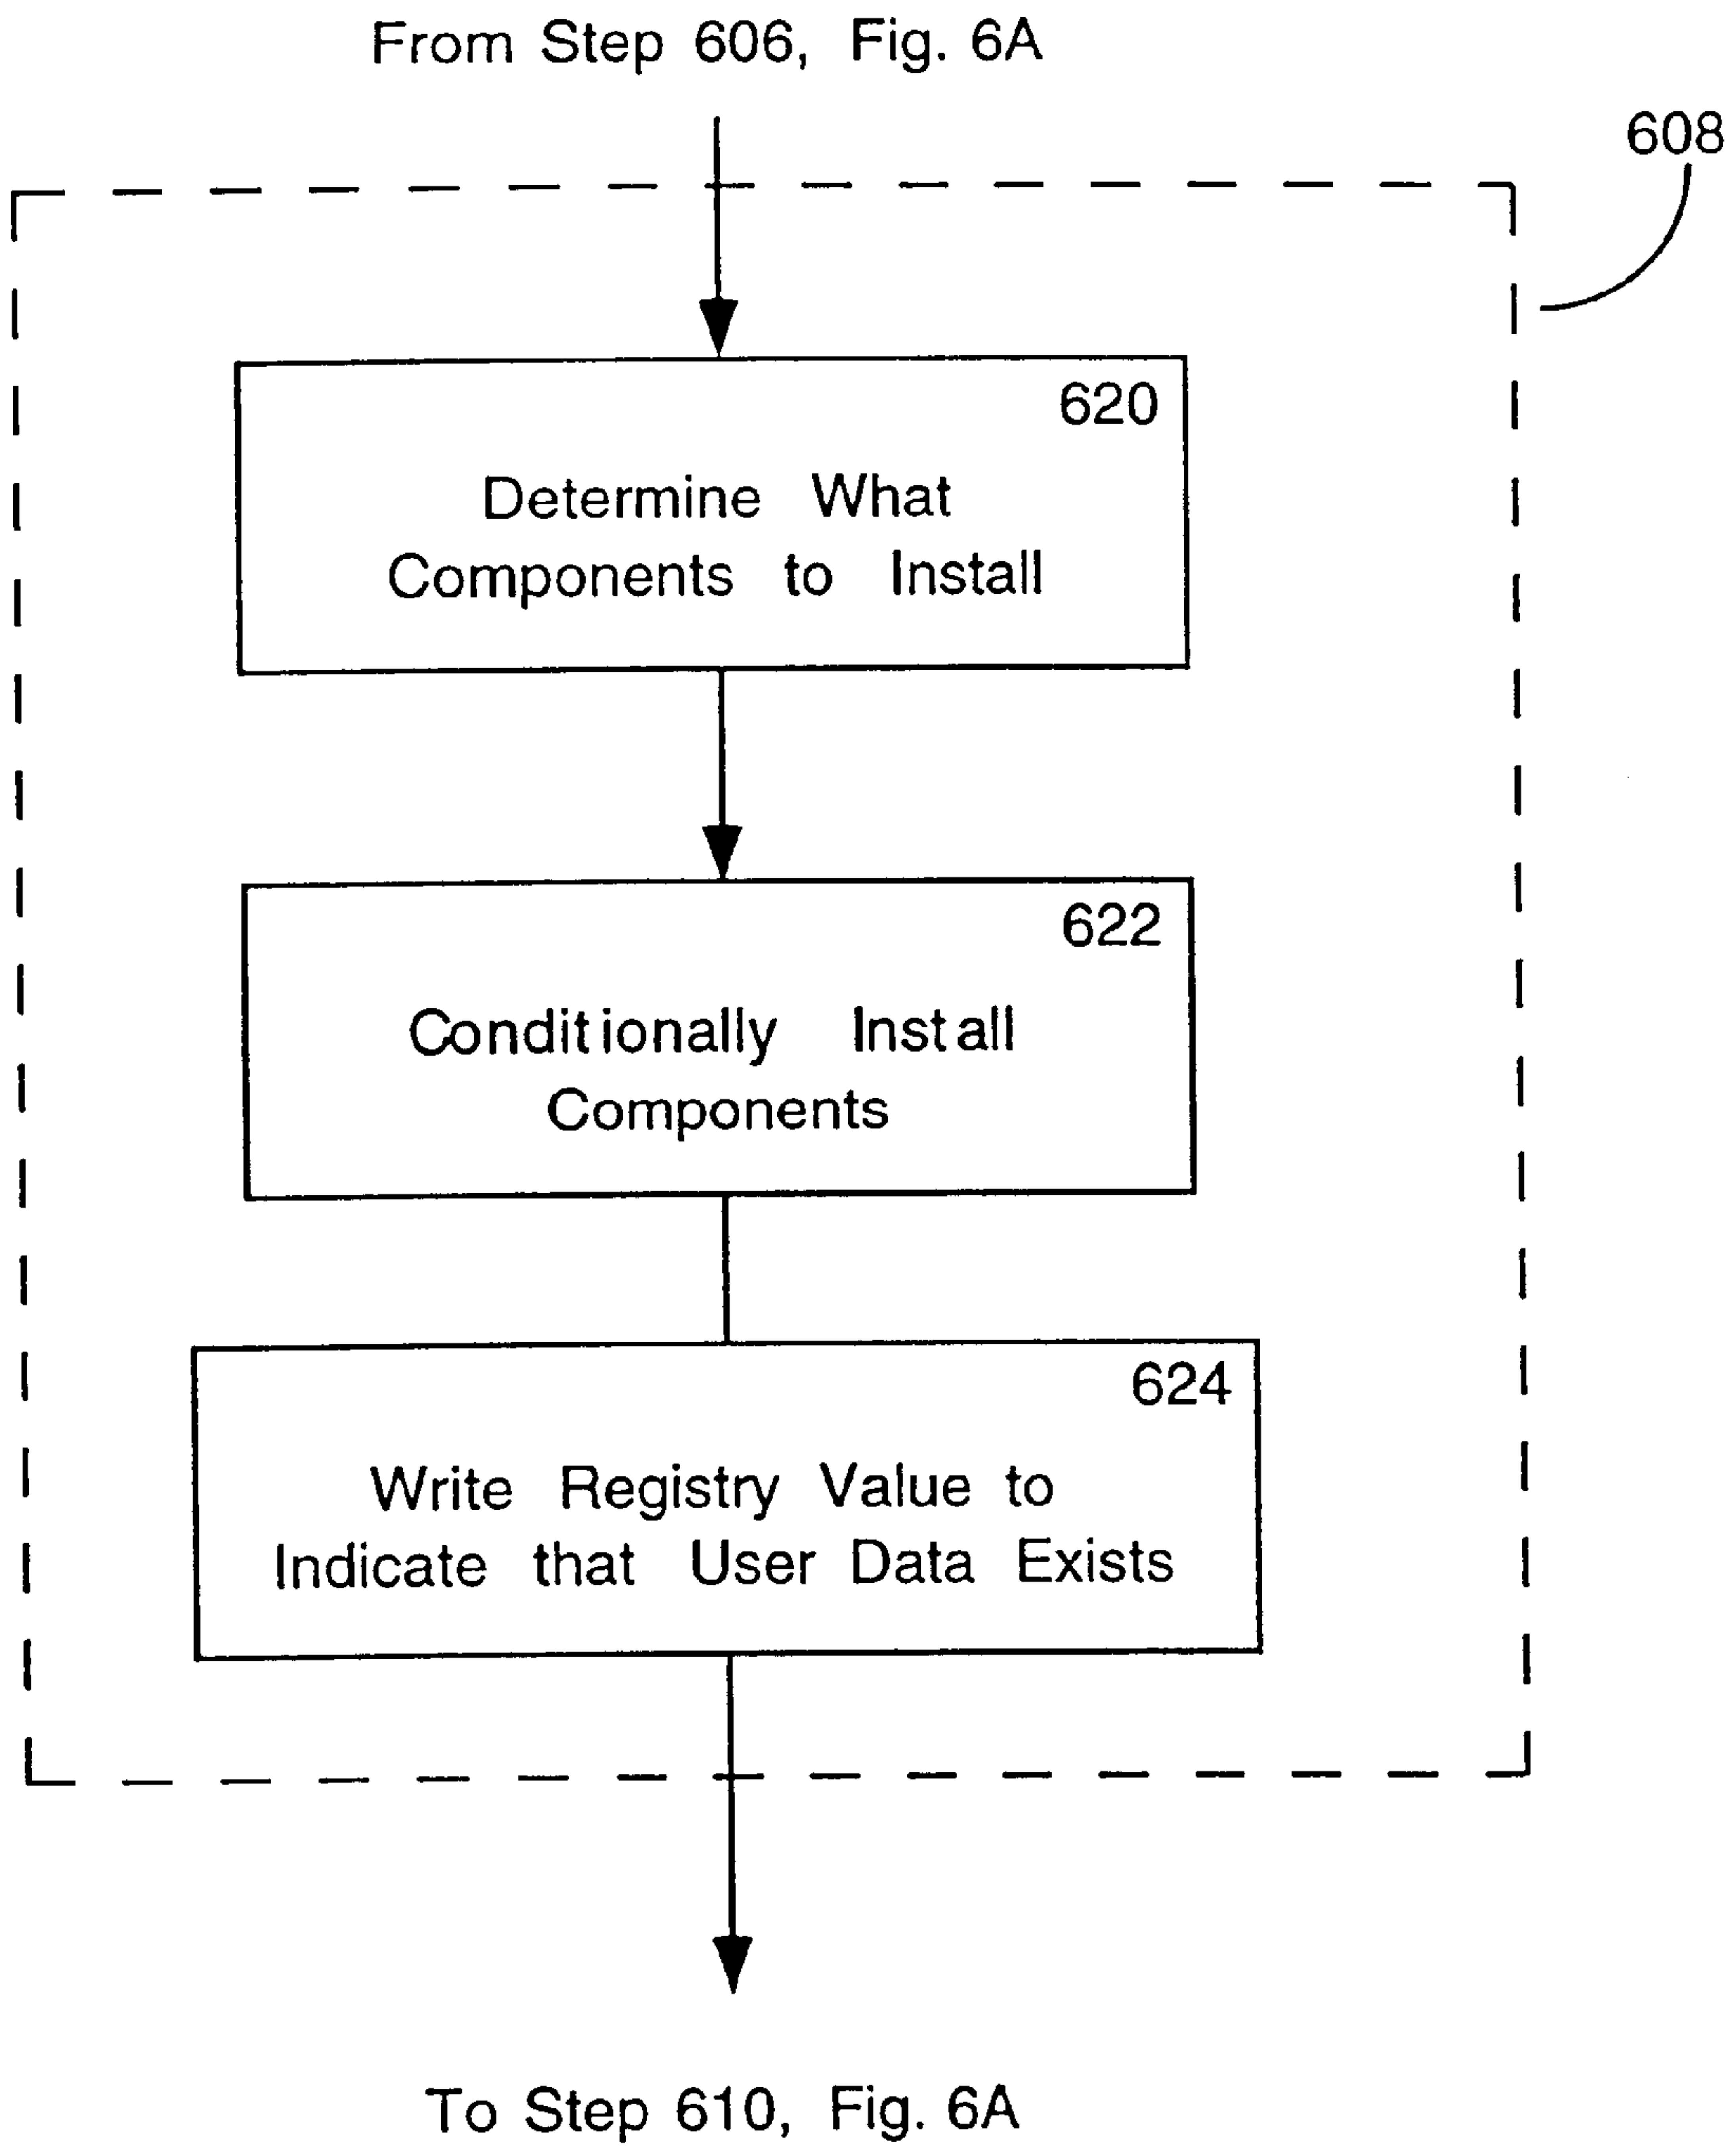 From Step 606, Fig. 6A
608
620
Determine What
Components to Install
622
Conditionally Install
Components
624
Write Registry Value to
Indicate that User Data Exists
To Step 610, Fig. 6A